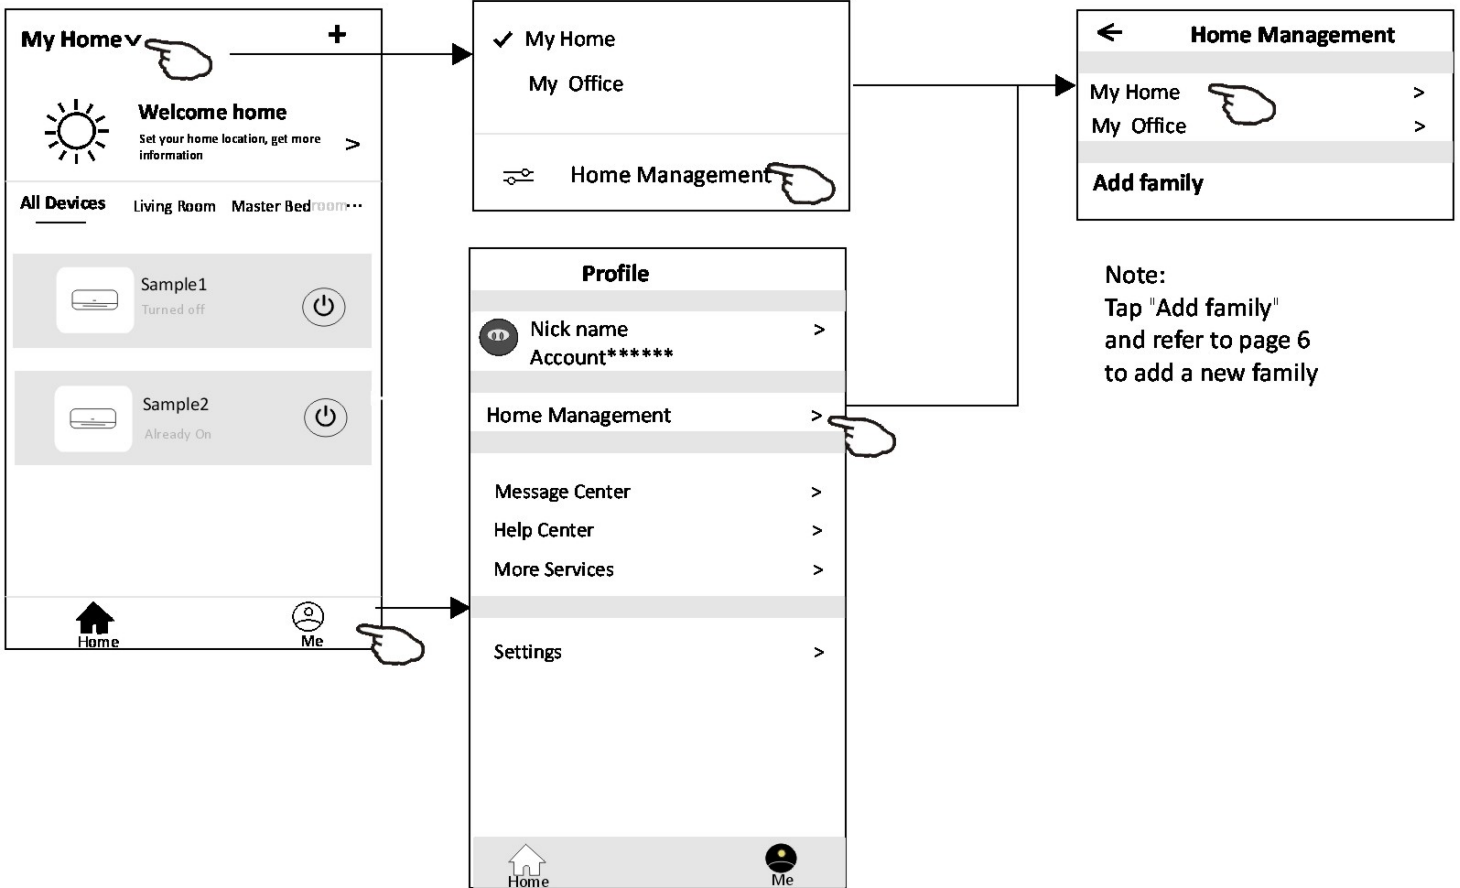 My Home
+
Welcome home
Set your home location, get more
information
>
All Devices Living Room Master Bedroom ...
Sample1
Turned off
Sample2
Already On
Home
Me
✓ My Home
My Office
Home Management
Profile
Nick name >
Account******
Home Management >
Message Center >
Help Center >
More Services >
Settings >
Home
Me
← Home Management
My Home >
My Office >
Add family
Note:
Tap "Add family"
and refer to page 6
to add a new family